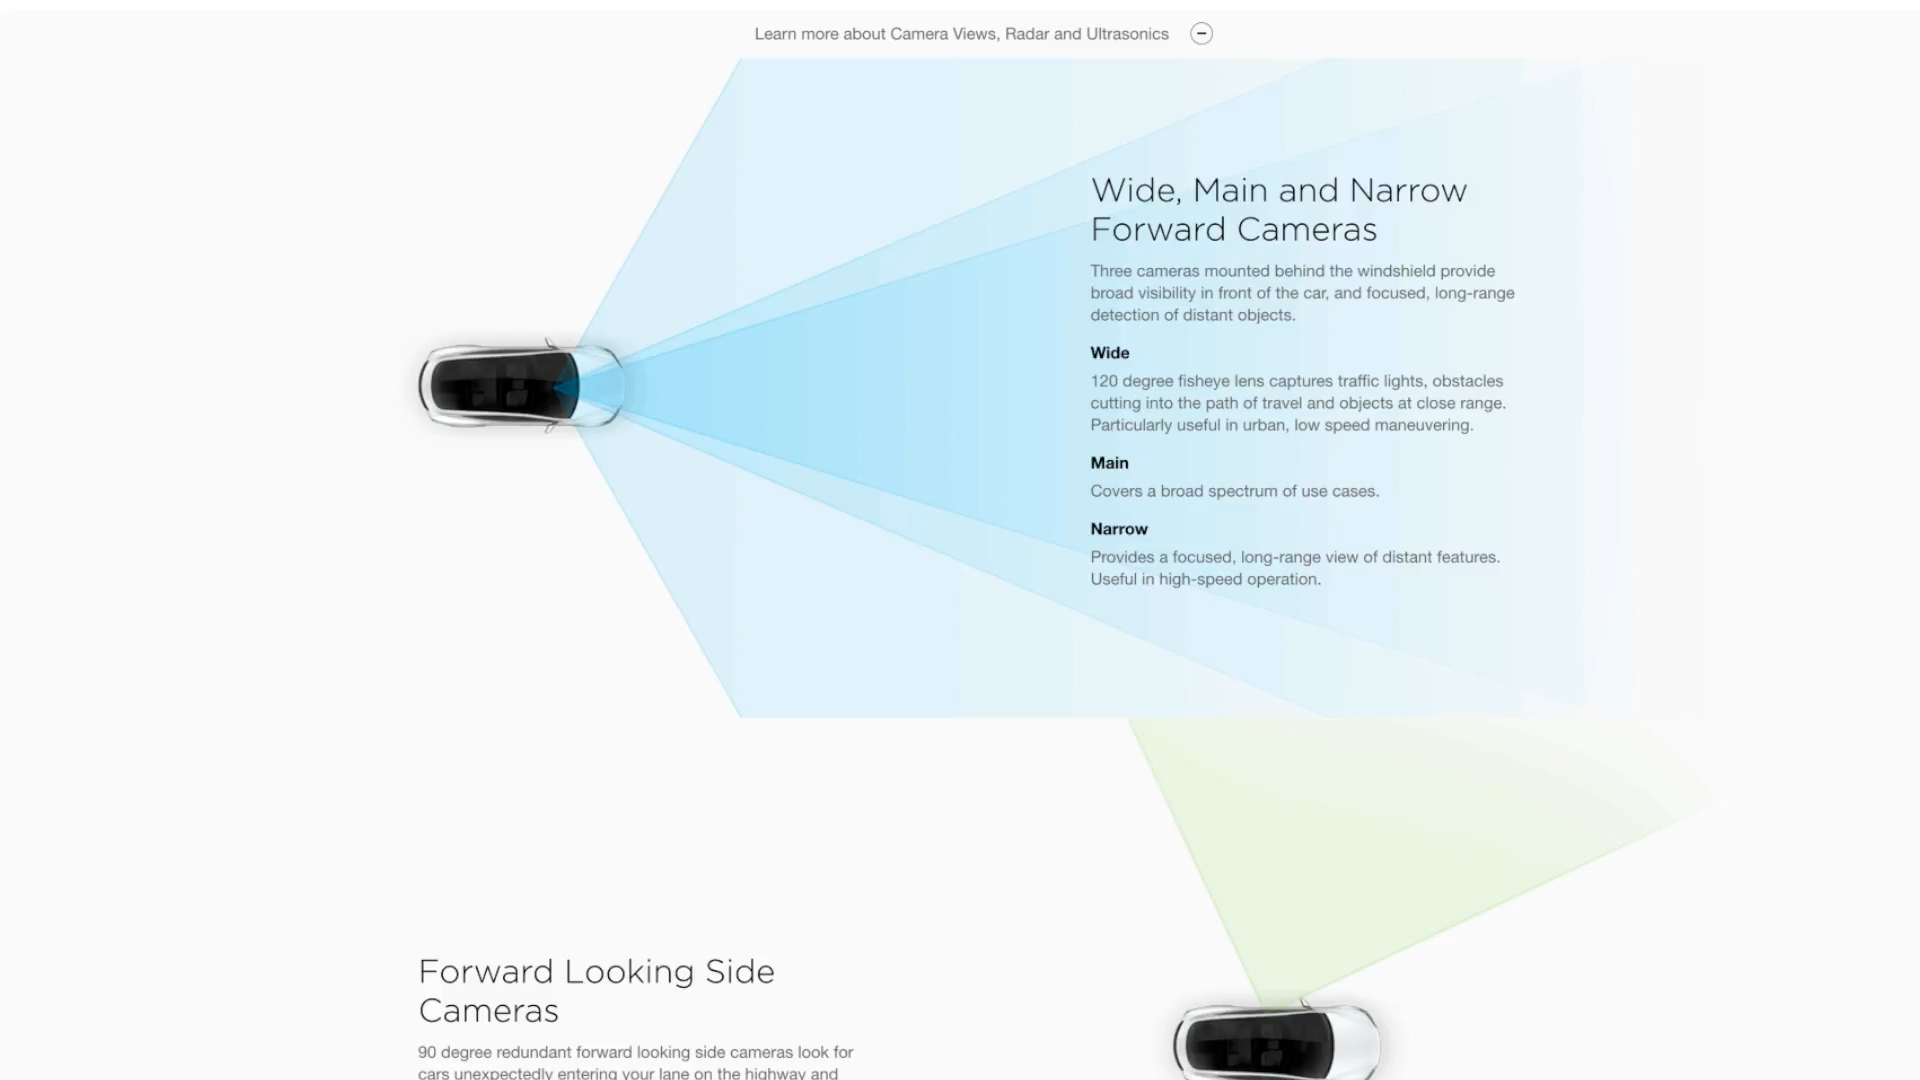 Learn more about Camera Views, Radar and Ultrasonics
Wide, Main and Narrow
Forward Cameras
Three cameras mounted behind the windshield provide
broad visibility in front of the car, and focused, long-range
detection of distant objects.
Wide
120 degree fisheye lens captures traffic lights, obstacles
cutting into the path of travel and objects at close range.
Particularly useful in urban, low speed maneuvering.
Main
Covers a broad spectrum of use cases.
Narrow
Provides a focused, long-range view of distant features.
Useful in high-speed operation.
Forward Looking Side
Cameras
90 degree redundant forward looking side cameras look for
cars unexpectedly entering your lane on the highway and